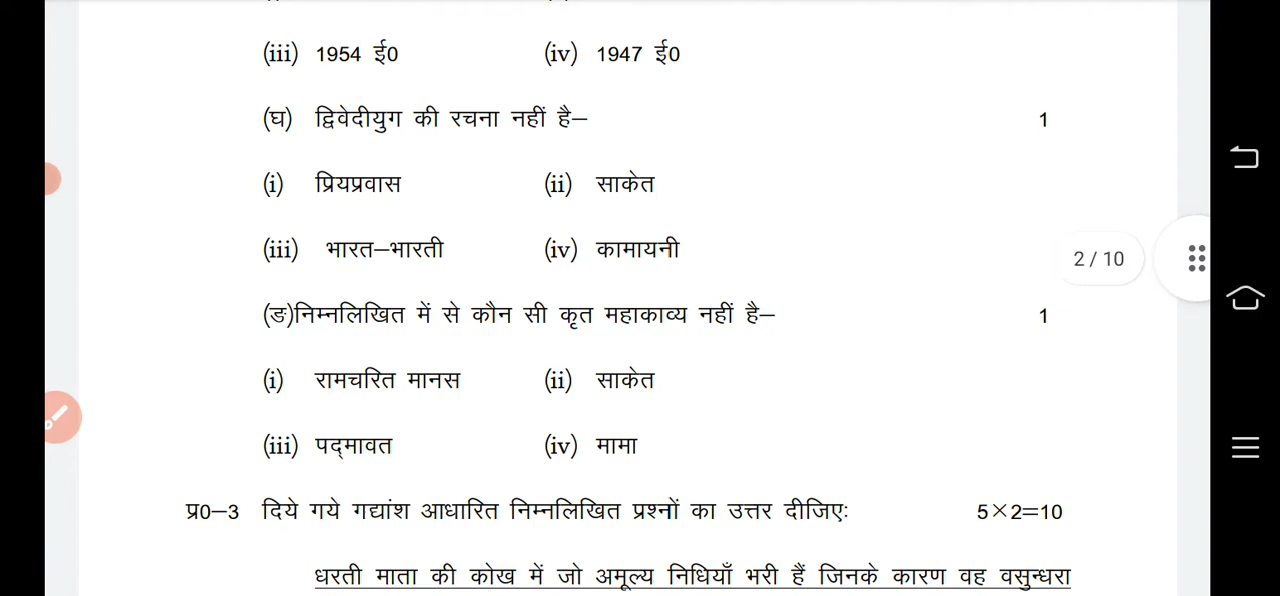 (iii) 1954 ई0 (iv) 1947 ई0
(घ) द्विवेदीयुग की रचना नहीं है– 1
(i) प्रियप्रवास (ii) साकेत
(iii) भारत–भारती (iv) कामायनी
2 / 10
(ङ)निम्नलिखित में से कौन सी कृत महाकाव्य नहीं है– 1
(i) रामचरित मानस (ii) साकेत
(iii) पद्मावत (iv) मामा
प्र0–3 दिये गये गद्यांश आधारित निम्नलिखित प्रश्नों का उत्तर दीजिए: 5×2=10
धरती माता की कोख में जो अमूल्य निधियाँ भरी हैं जिनके कारण वह वसुन्धरा